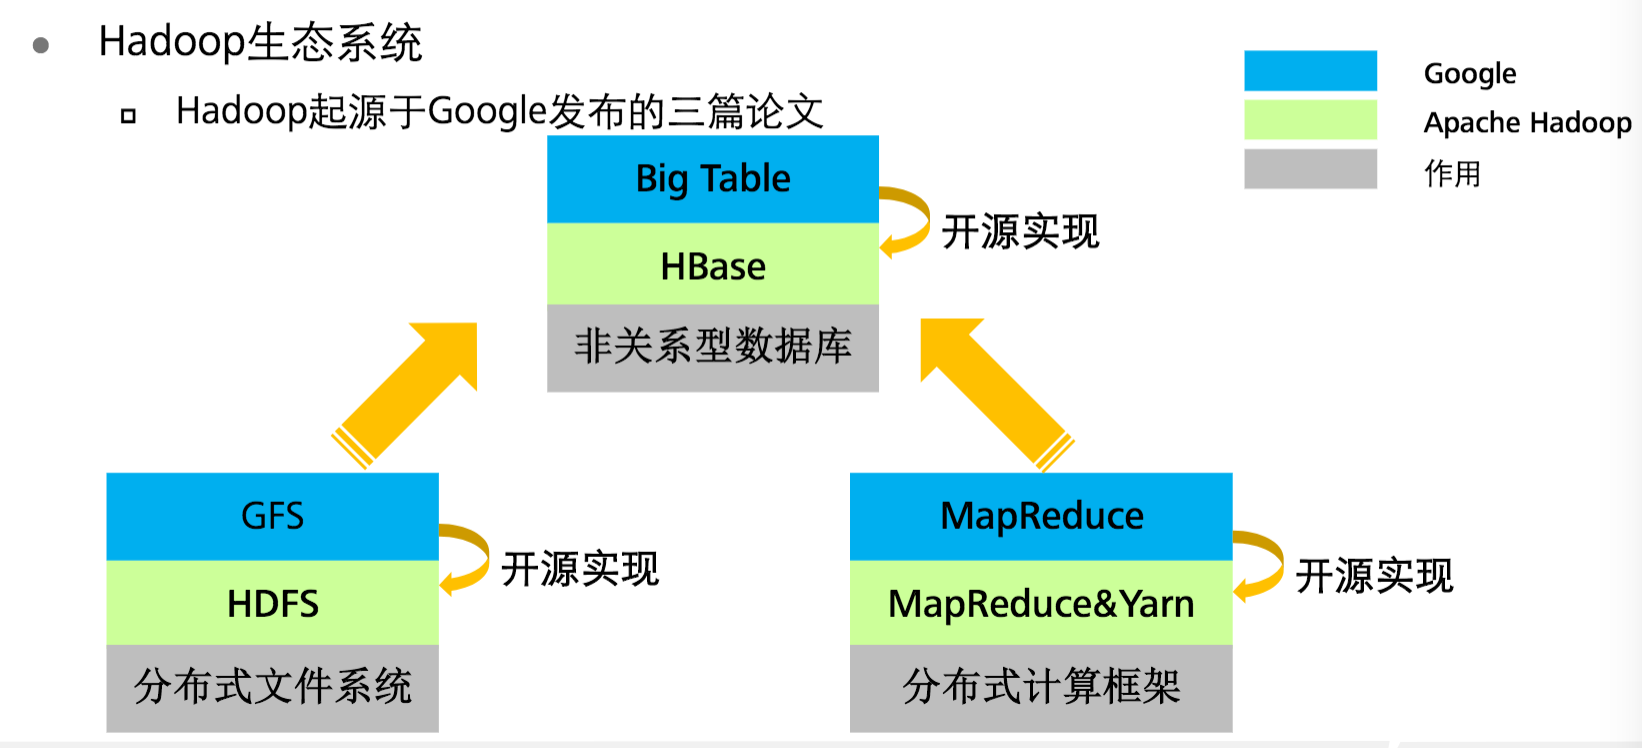 Hadoop生态系统
Hadoop起源于Google发布的三篇论文
Google
Apache Hadoop
作用
Big Table
HBase
非关系型数据库
开源实现
GFS
HDFS
分布式文件系统
开源实现
MapReduce
MapReduce&Yarn
分布式计算框架
开源实现